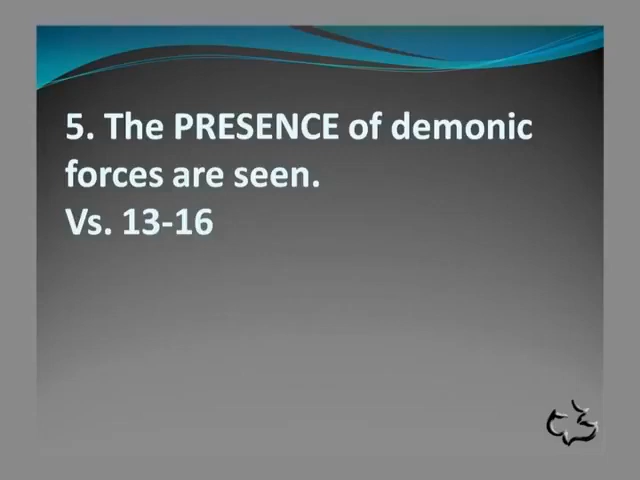 5. The PRESENCE of demonic
forces are seen.
Vs. 13-16